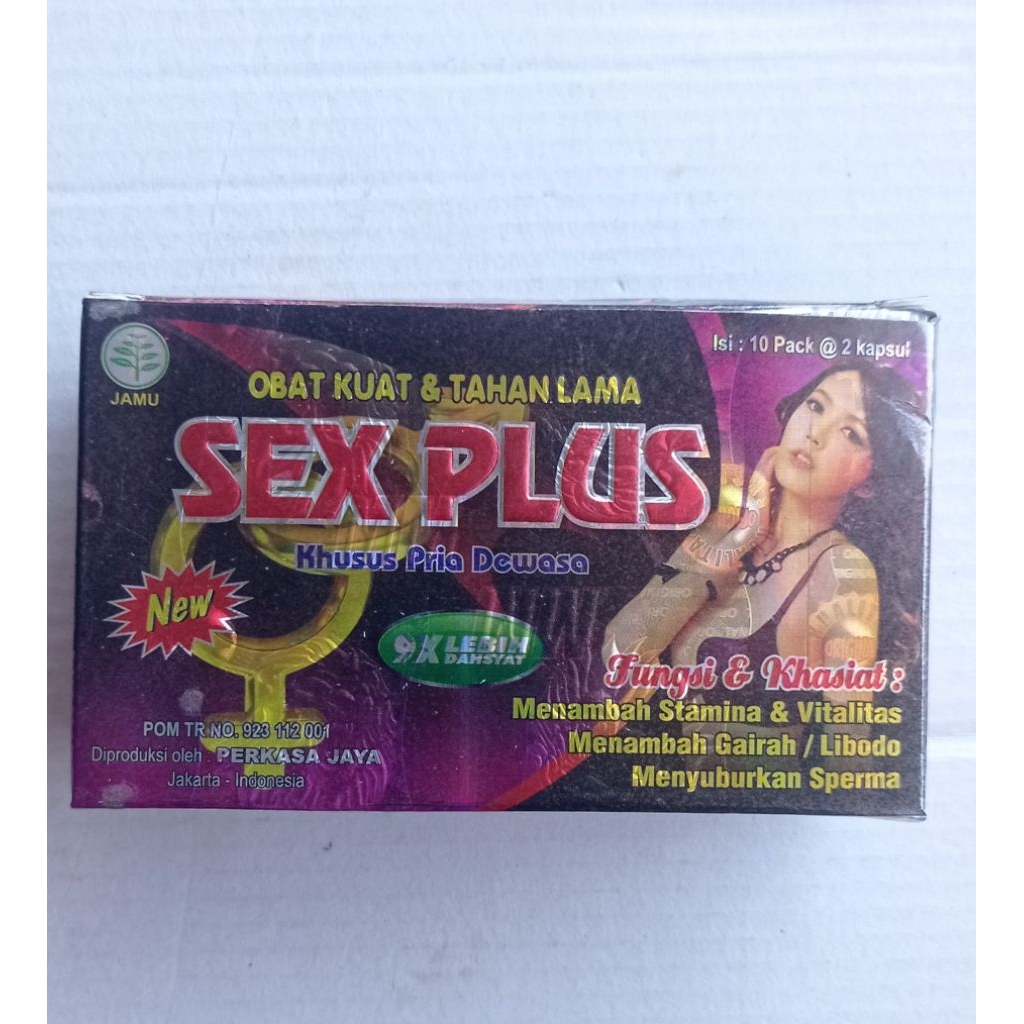 JAMU
Isi : 10 Pack @ 2 kapsul
OBAT KUAT & TAHAN LAMA
SEX PLUS
Khusus Pria Dewasa
New
9X LEBIH
DAHSYAT
Fungsi & Khasiat :
Menambah Stamina & Vitalitas
Menambah Gairah / Libodo
Menyuburkan Sperma
POM TR NO. 923 112 001
Diproduksi oleh : PERKASA JAYA
Jakarta - Indonesia